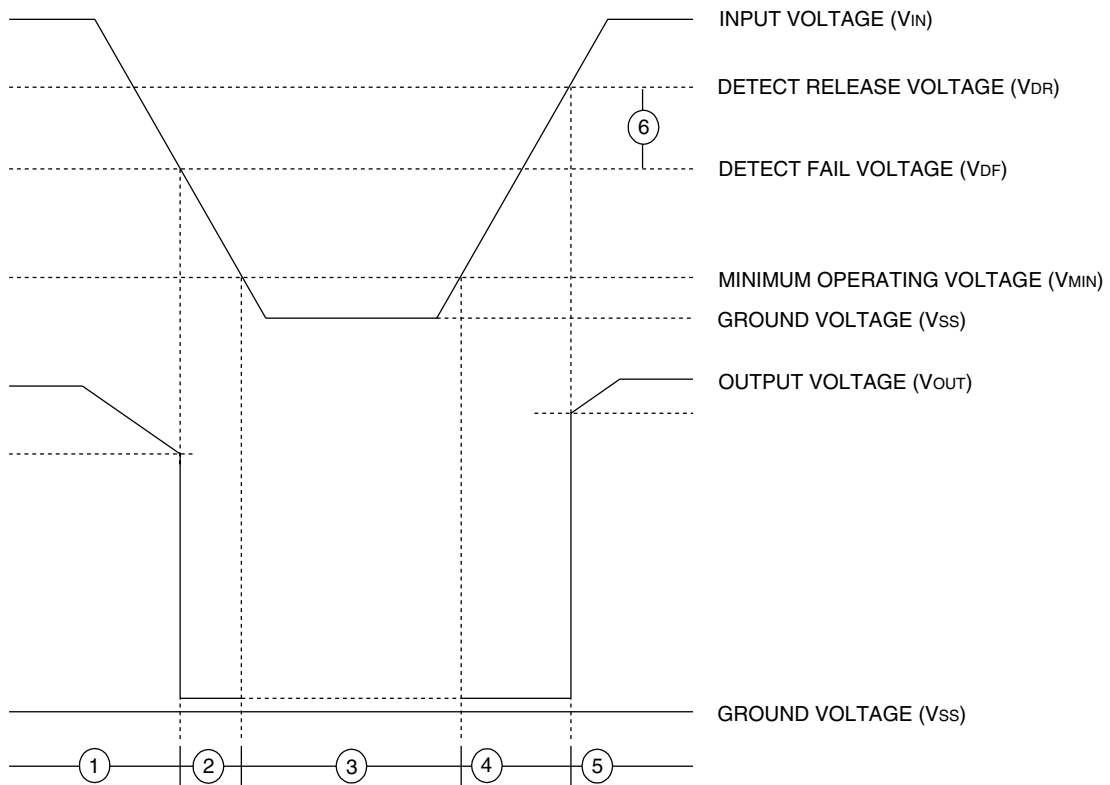 INPUT VOLTAGE (VIN)
DETECT RELEASE VOLTAGE (VDR)
6
DETECT FAIL VOLTAGE (VDF)
MINIMUM OPERATING VOLTAGE (VMIN)
GROUND VOLTAGE (VSS)
OUTPUT VOLTAGE (VOUT)
GROUND VOLTAGE (VSS)
1 2 3 4 5